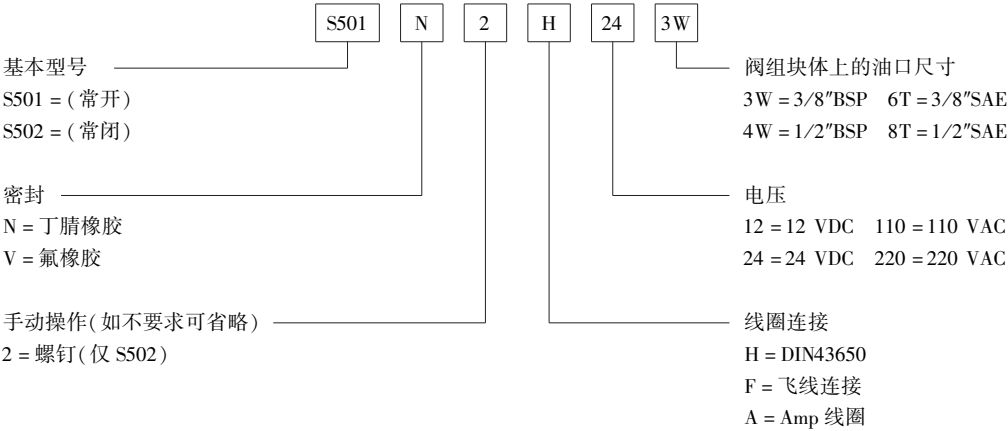 S501 N 2 H 24 3W
基本型号
S501 = (常开)
S502 = (常闭)
密封
N = 丁腈橡胶
V = 氟橡胶
手动操作(如不要求可省略)
2 = 螺钉(仅 S502)
阀组块体上的油口尺寸
3W = 3/8″BSP 6T = 3/8″SAE
4W = 1/2″BSP 8T = 1/2″SAE
电压
12 = 12 VDC 110 = 110 VAC
24 = 24 VDC 220 = 220 VAC
线圈连接
H = DIN43650
F = 飞线连接
A = Amp 线圈